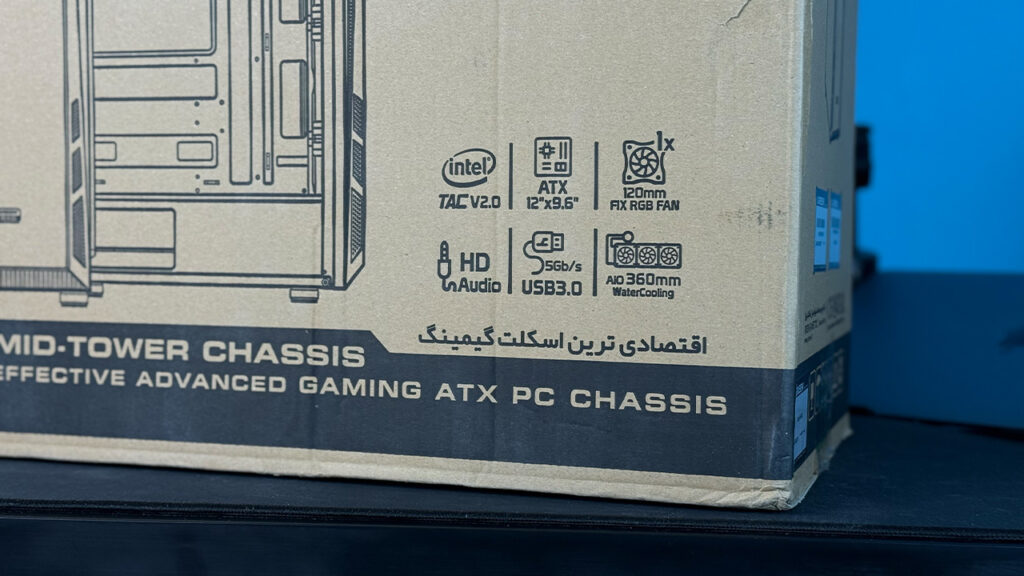 intel
TAC V2.0
ATX
12"x9.6"
1x
120mm
FIX RGB FAN
HD
Audio
5Gb/s
USB3.0
AIO 360mm
WaterCooling
اقتصادی ترین اسکلت گیمینگ
MID-TOWER CHASSIS
EFFECTIVE ADVANCED GAMING ATX PC CHASSIS